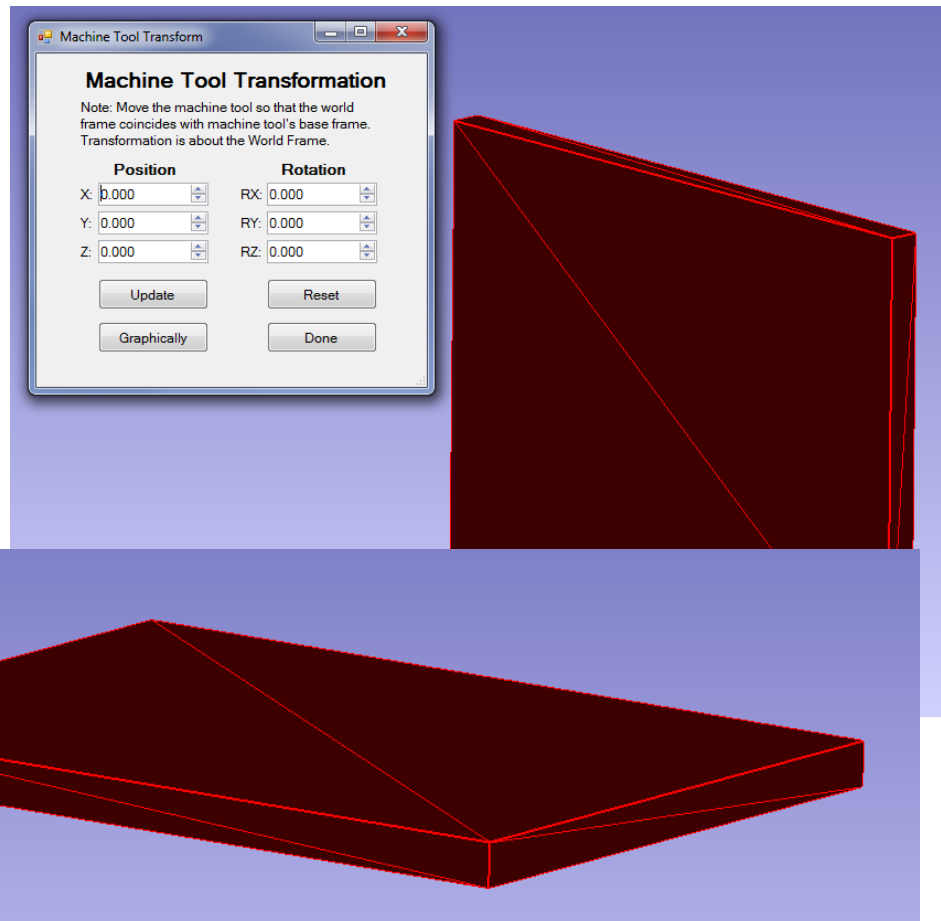 Machine Tool Transform
Machine Tool Transformation
Note: Move the machine tool so that the world
frame coincides with machine tool's base frame.
Transformation is about the World Frame.
Position Rotation
X: 0.000 RX: 0.000
Y: 0.000 RY: 0.000
Z: 0.000 RZ: 0.000
Update Reset
Graphically Done